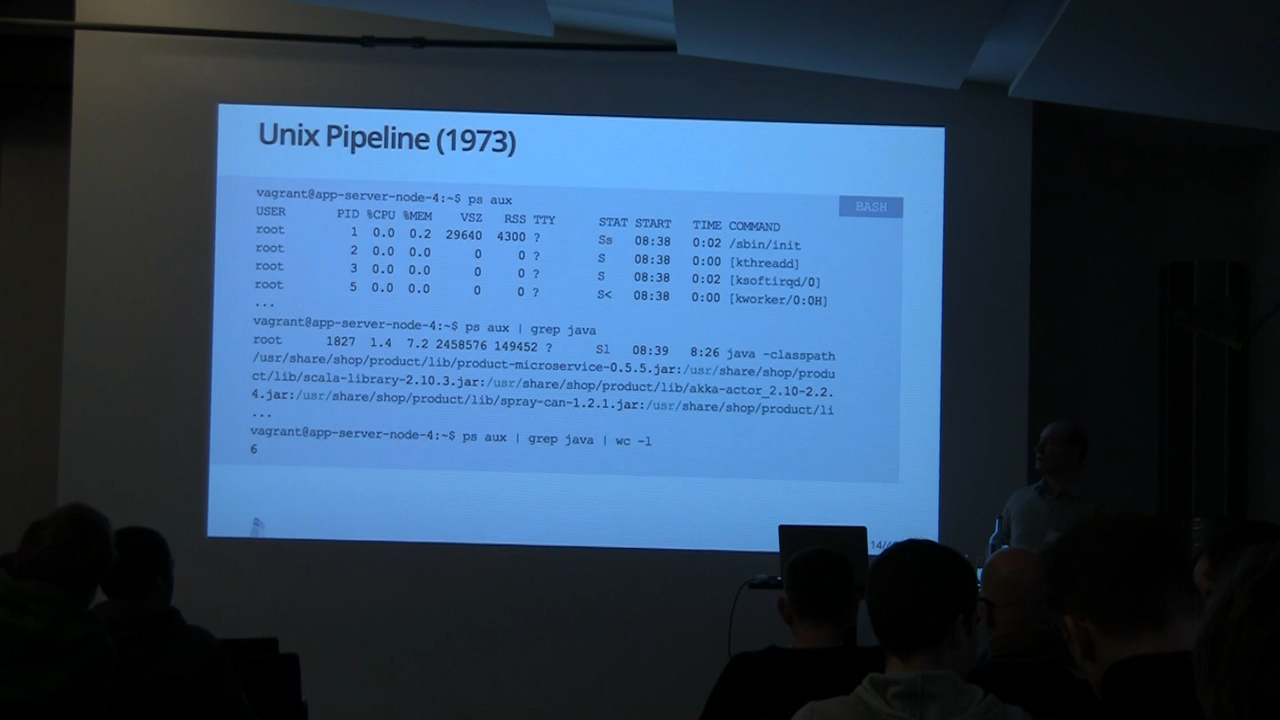 Unix Pipeline (1973)
BASH
vagrant@app-server-node-4:~$ ps aux
USER PID %CPU %MEM VSZ RSS TTY STAT START TIME COMMAND
root 1 0.0 0.2 29640 4300 ? Ss 08:38 0:02 /sbin/init
root 2 0.0 0.0 0 0 ? S 08:38 0:00 [kthreadd]
root 3 0.0 0.0 0 0 ? S 08:38 0:02 [ksoftirqd/0]
root 5 0.0 0.0 0 0 ? S< 08:38 0:00 [kworker/0:0H]
...
vagrant@app-server-node-4:~$ ps aux | grep java
root 1827 1.4 7.2 2458576 149452 ? Sl 08:39 8:26 java -classpath
/usr/share/shop/product/lib/product-microservice-0.5.5.jar:/usr/share/shop/produ
ct/lib/scala-library-2.10.3.jar:/usr/share/shop/product/lib/akka-actor_2.10-2.2.
4.jar:/usr/share/shop/product/lib/spray-can-1.2.1.jar:/usr/share/shop/product/li
...
vagrant@app-server-node-4:~$ ps aux | grep java | wc -l
6